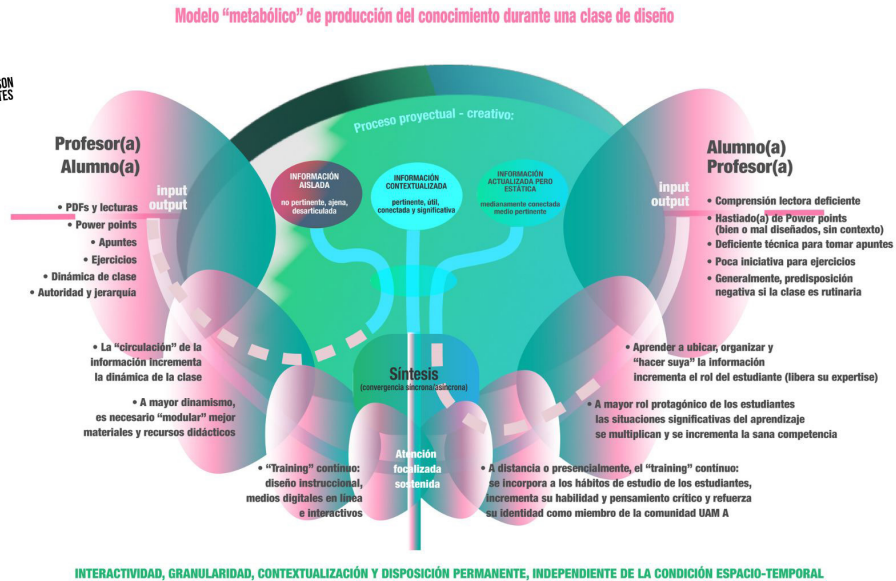 Modelo “metabólico” de producción del conocimiento durante una clase de diseño
SON
TES
Proceso proyectual - creativo:
Profesor(a)
Alumno(a)
input
output
• PDFs y lecturas
• Power points
• Apuntes
• Ejercicios
• Dinámica de clase
• Autoridad y jerarquía
INFORMACIÓN
AISLADA
no pertinente, ajena,
desarticulada
INFORMACIÓN
CONTEXTUALIZADA
pertinente, útil,
conectada y significativa
INFORMACIÓN
ACTUALIZADA PERO
ESTÁTICA
medianamente conectada
medio pertinente
Alumno(a)
Profesor(a)
input
output
• Comprensión lectora deficiente
• Hastiado(a) de Power points
(bien o mal diseñados, sin contexto)
• Deficiente técnica para tomar apuntes
• Poca iniciativa para ejercicios
• Generalmente, predisposición
negativa si la clase es rutinaria
• La “circulación” de la
información incrementa
la dinámica de la clase
• A mayor dinamismo,
es necesario “modular” mejor
materiales y recursos didácticos
• “Training” contínuo:
diseño instruccional,
medios digitales en línea
e interactivos
Síntesis
(convergencia síncrona/asíncrona)
Atención
focalizada
sostenida
• Aprender a ubicar, organizar y
“hacer suya” la información
incrementa el rol del estudiante (libera su expertise)
• A mayor rol protagónico de los estudiantes
las situaciones significativas del aprendizaje
se multiplican y se incrementa la sana competencia
• A distancia o presencialmente, el “training” contínuo:
se incorpora a los hábitos de estudio de los estudiantes,
incrementa su habilidad y pensamiento crítico y refuerza
su identidad como miembro de la comunidad UAM A
INTERACTIVIDAD, GRANULARIDAD, CONTEXTUALIZACIÓN Y DISPOSICIÓN PERMANENTE, INDEPENDIENTE DE LA CONDICIÓN ESPACIO-TEMPORAL